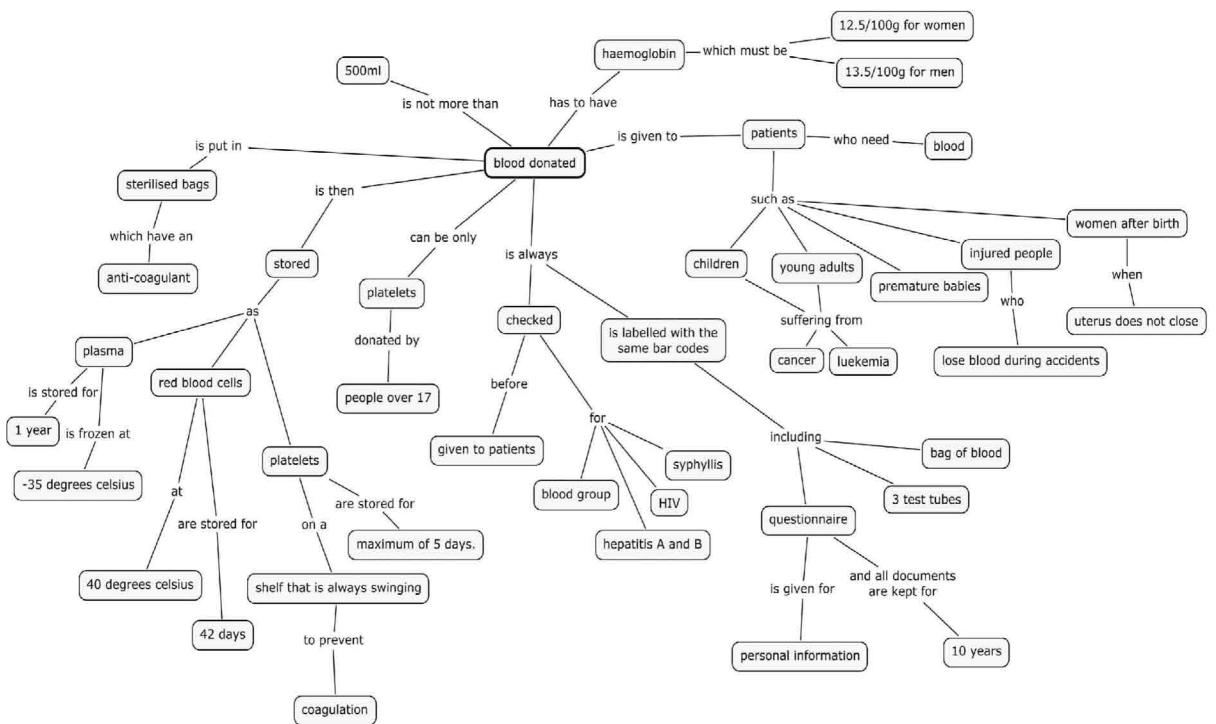 12.5/100g for women
haemoglobin
which must be
500ml
13.5/100g for men
is not more than
has to have
is given to
patients
who need
blood
is put in
blood donated
sterilised bags
is then
such as
women after birth
which have an
can be only
is always
children
young adults
injured people
stored
anti-coagulant
platelets
premature babies
when
who
as
checked
suffering from
uterus does not close
is labelled with the
same bar codes
plasma
donated by
cancer
luekemia
lose blood during accidents
red blood cells
before
is stored for
people over 17
1 year
is frozen at
for
including
given to patients
bag of blood
platelets
syphyllis
-35 degrees celsius
at
blood group
HIV
3 test tubes
are stored for
are stored for
on a
questionnaire
maximum of 5 days.
hepatitis A and B
40 degrees celsius
shelf that is always swinging
is given for
and all documents
are kept for
42 days
to prevent
personal information
10 years
coagulation